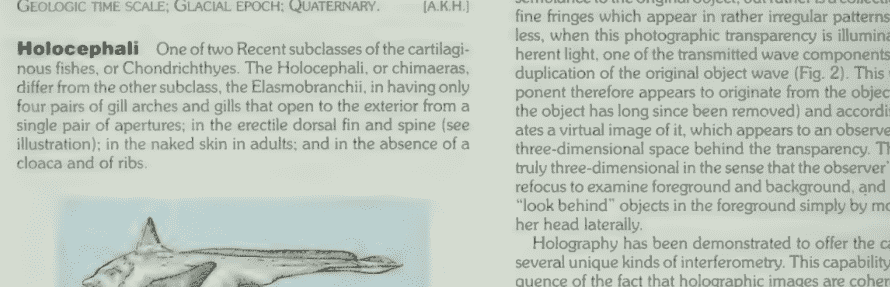 GEOLOGIC TIME SCALE; GLACIAL EPOCH; QUATERNARY. [A.K.H.]
Holocephali One of two Recent subclasses of the cartilagi-
nous fishes, or Chondrichthyes. The Holocephali, or chimaeras,
differ from the other subclass, the Elasmobranchii, in having only
four pairs of gill arches and gills that open to the exterior from a
single pair of apertures; in the erectile dorsal fin and spine (see
illustration); in the naked skin in adults; and in the absence of a
cloaca and of ribs.
fine fringes which appear in rather irregular patterns
less, when this photographic transparency is illumina
herent light, one of the transmitted wave components
duplication of the original object wave (Fig. 2). This
ponent therefore appears to originate from the objec
the object has long since been removed) and accordi
ates a virtual image of it, which appears to an observe
three-dimensional space behind the transparency. Th
truly three-dimensional in the sense that the observer'
refocus to examine foreground and background, and
"look behind" objects in the foreground simply by mo
her head laterally.
Holography has been demonstrated to offer the ca
several unique kinds of interferometry. This capability
quence of the fact that holographic images are coher